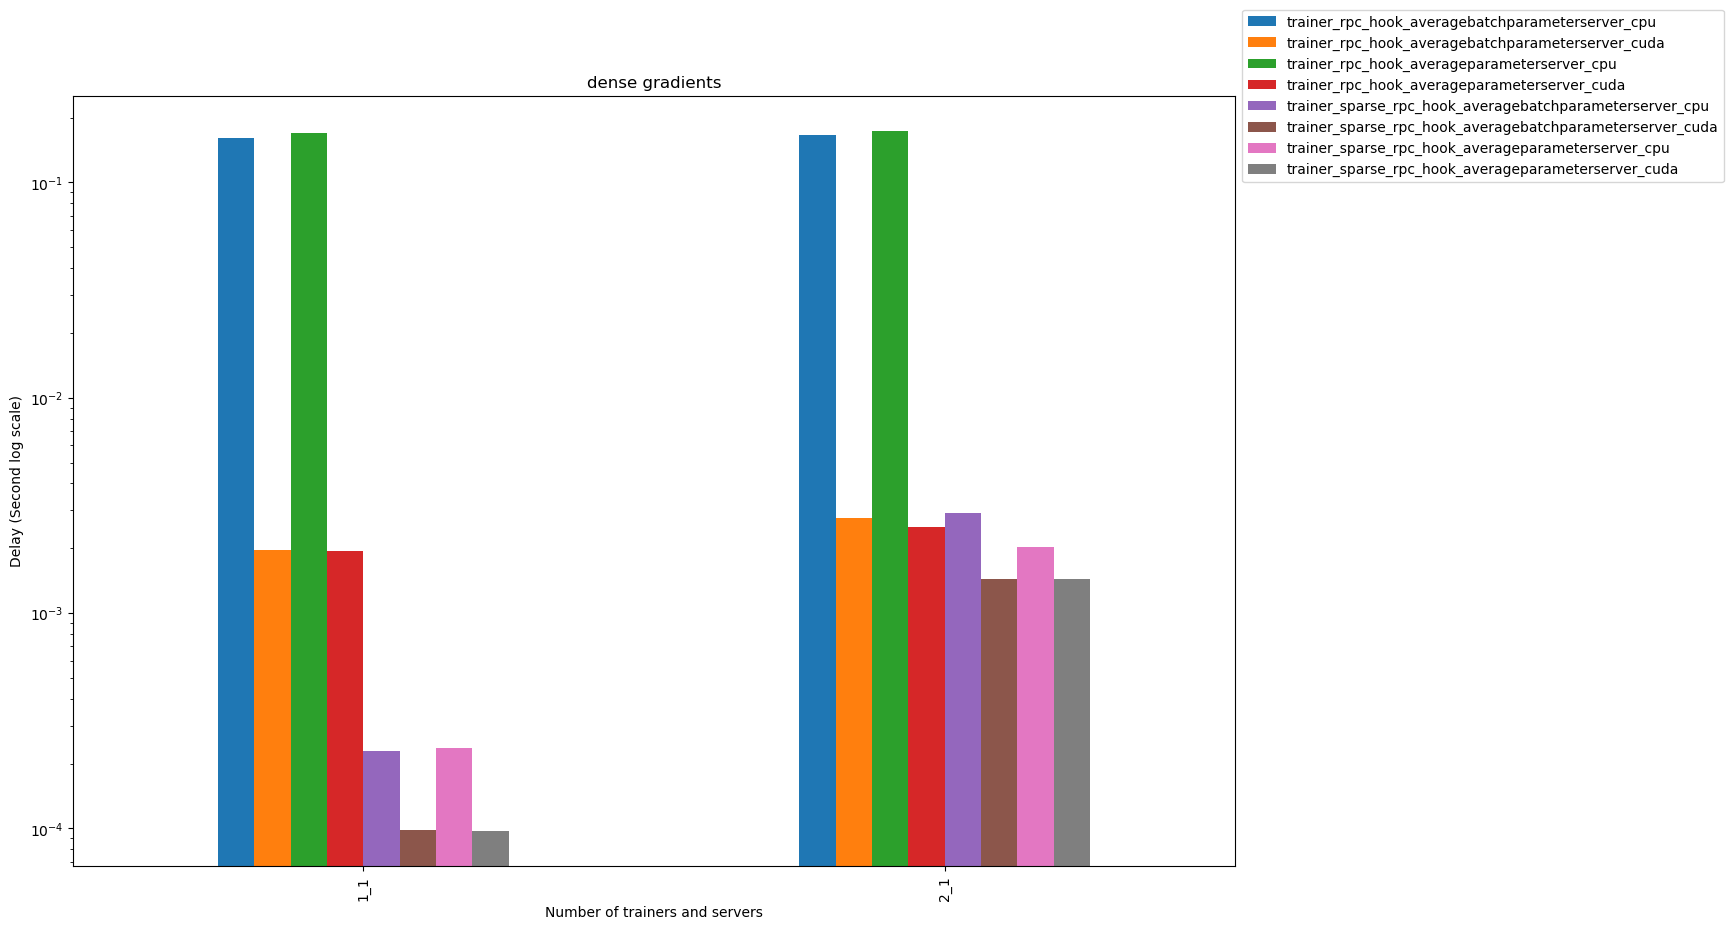 trainer_rpc_hook_averagebatchparameterserver_cpu
trainer_rpc_hook_averagebatchparameterserver_cuda
trainer_rpc_hook_averageparameterserver_cpu
trainer_rpc_hook_averageparameterserver_cuda
trainer_sparse_rpc_hook_averagebatchparameterserver_cpu
trainer_sparse_rpc_hook_averagebatchparameterserver_cuda
trainer_sparse_rpc_hook_averageparameterserver_cpu
trainer_sparse_rpc_hook_averageparameterserver_cuda
dense gradients
Delay (Second log scale)
10⁻¹
10⁻²
10⁻³
10⁻⁴
1_1
2_1
Number of trainers and servers